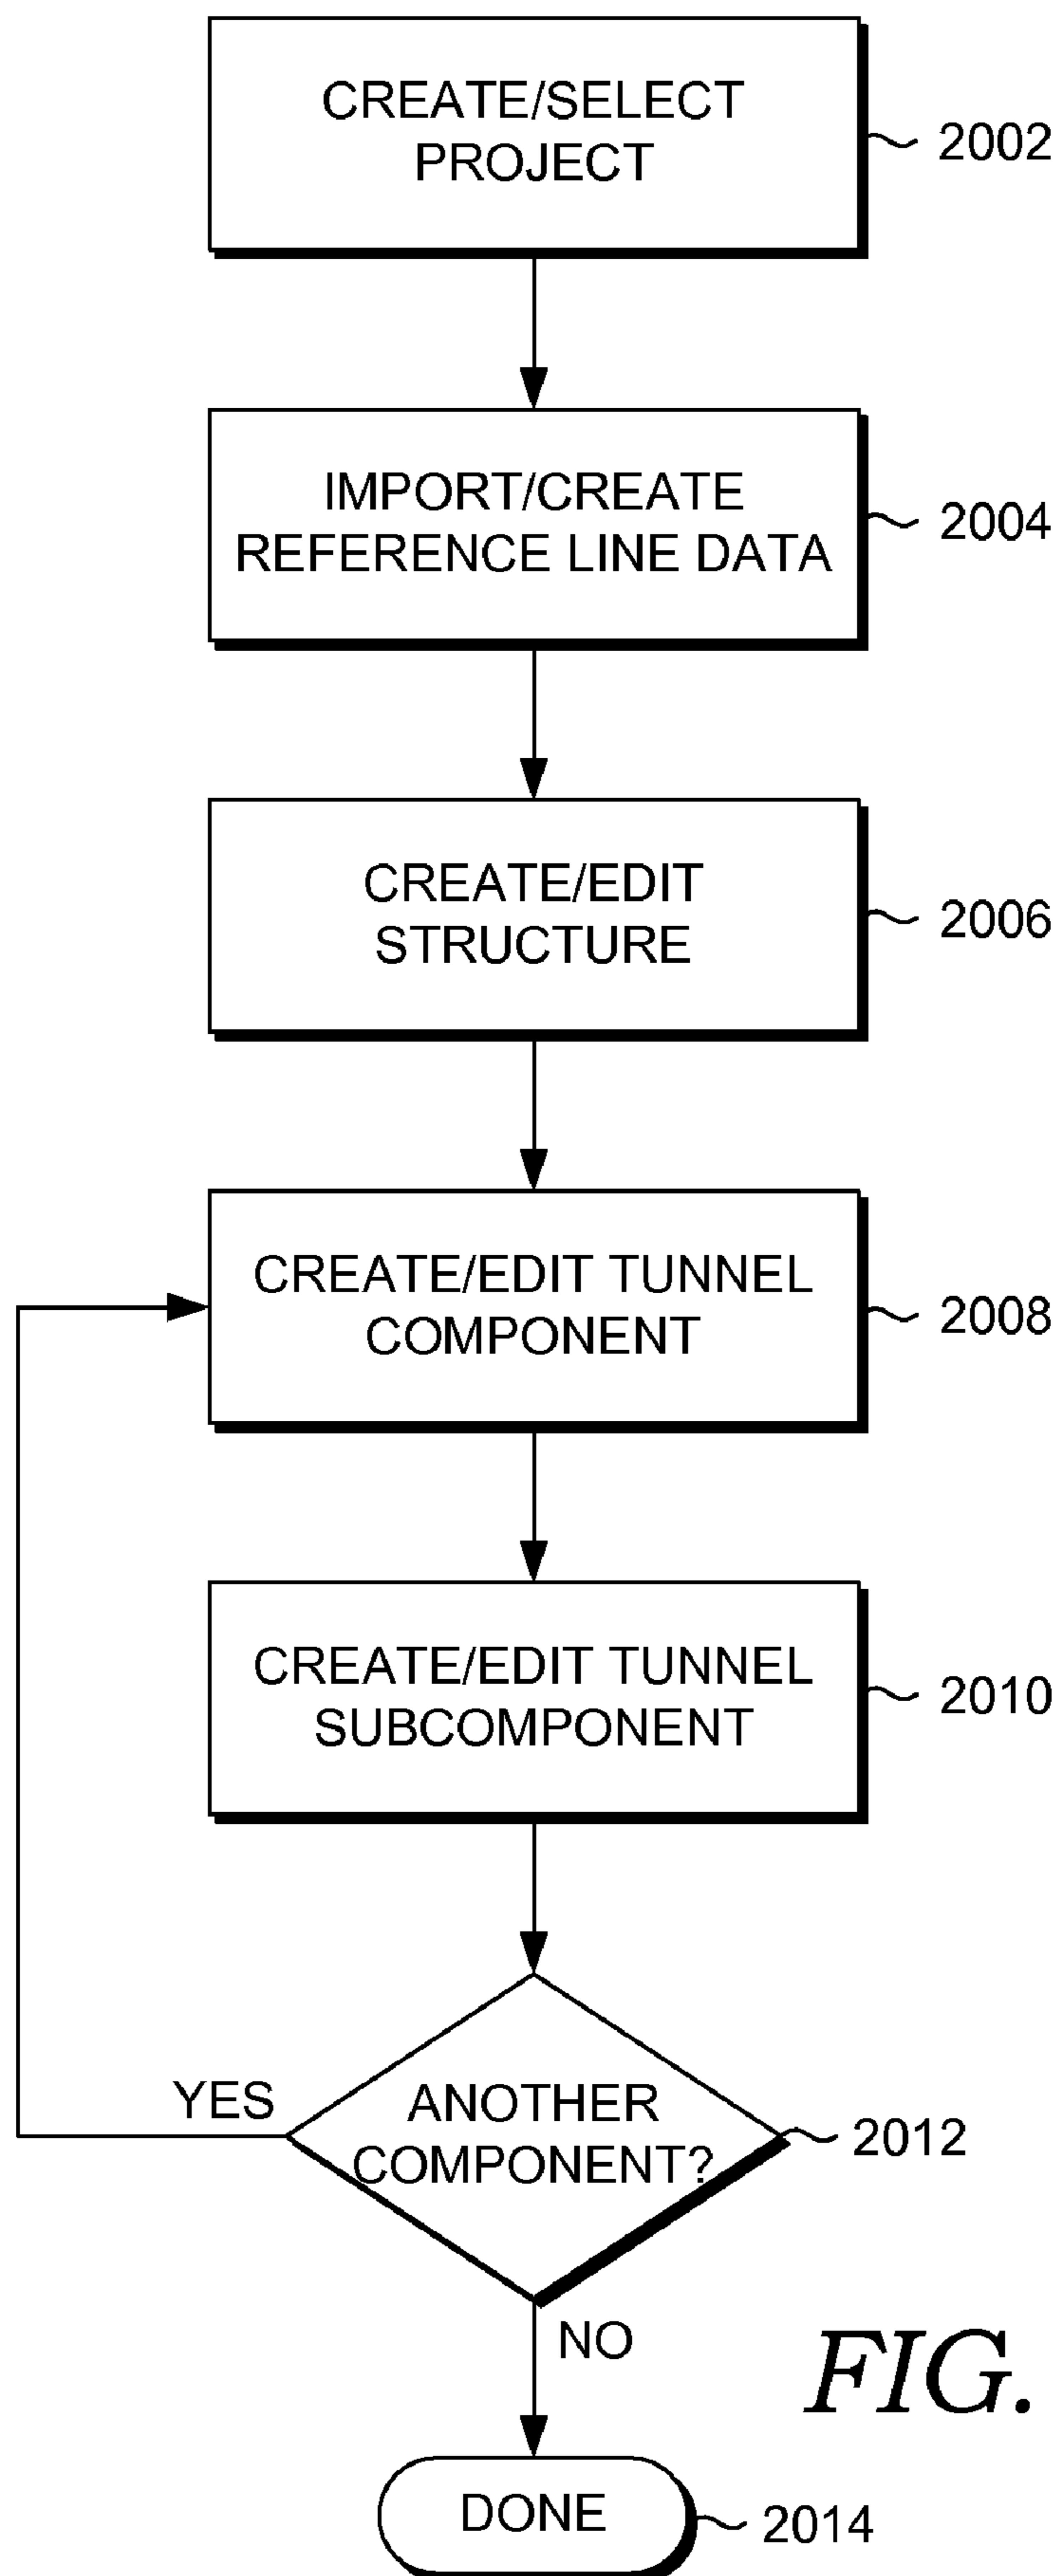 CREATE/SELECT
PROJECT
2002
IMPORT/CREATE
REFERENCE LINE DATA
2004
CREATE/EDIT
STRUCTURE
2006
CREATE/EDIT TUNNEL
COMPONENT
2008
CREATE/EDIT TUNNEL
SUBCOMPONENT
2010
YES
ANOTHER
COMPONENT?
2012
NO
FIG.
DONE
2014